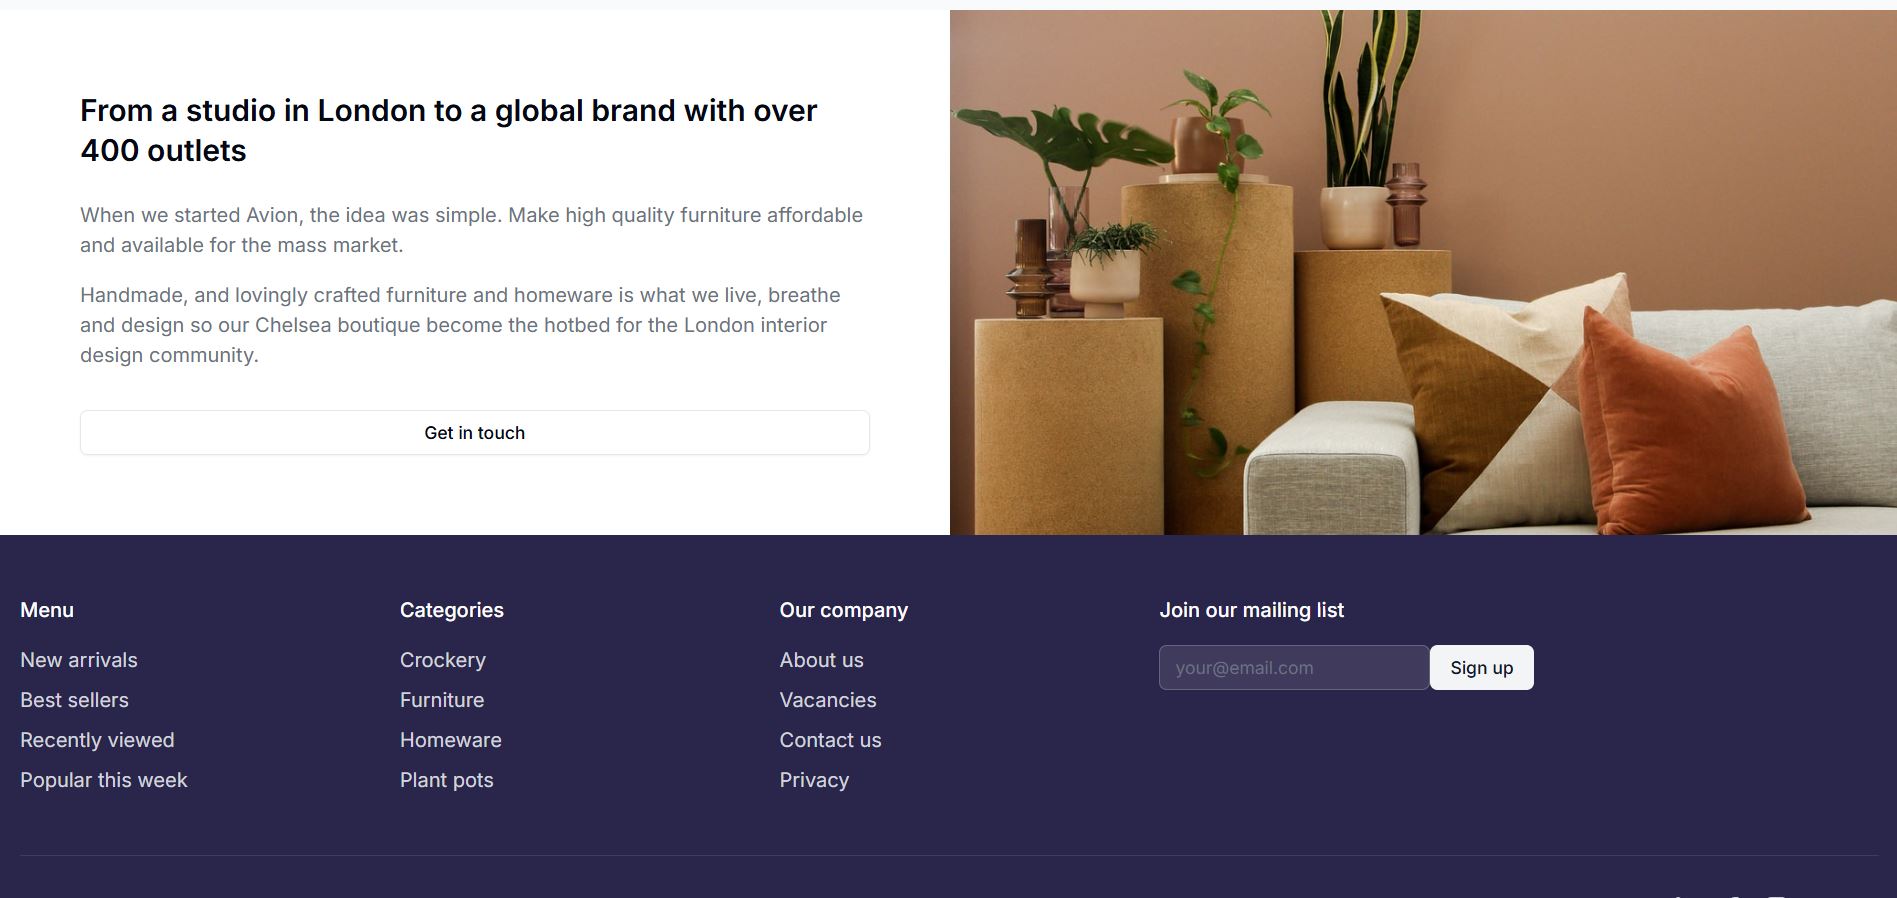 From a studio in London to a global brand with over
400 outlets
When we started Avion, the idea was simple. Make high quality furniture affordable
and available for the mass market.
Handmade, and lovingly crafted furniture and homeware is what we live, breathe
and design so our Chelsea boutique become the hotbed for the London interior
design community.
Get in touch
Menu
New arrivals
Best sellers
Recently viewed
Popular this week
Categories
Crockery
Furniture
Homeware
Plant pots
Our company
About us
Vacancies
Contact us
Privacy
Join our mailing list
your@email.com
Sign up